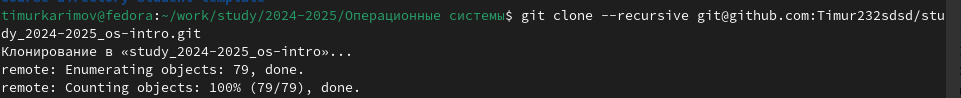 timurkarimov@fedora:~/work/study/2024-2025/Операционные системы$ git clone --recursive git@github.com:Timur232sdsd/stu
dy_2024-2025_os-intro.git
Клонирование в «study_2024-2025_os-intro»...
remote: Enumerating objects: 79, done.
remote: Counting objects: 100% (79/79), done.